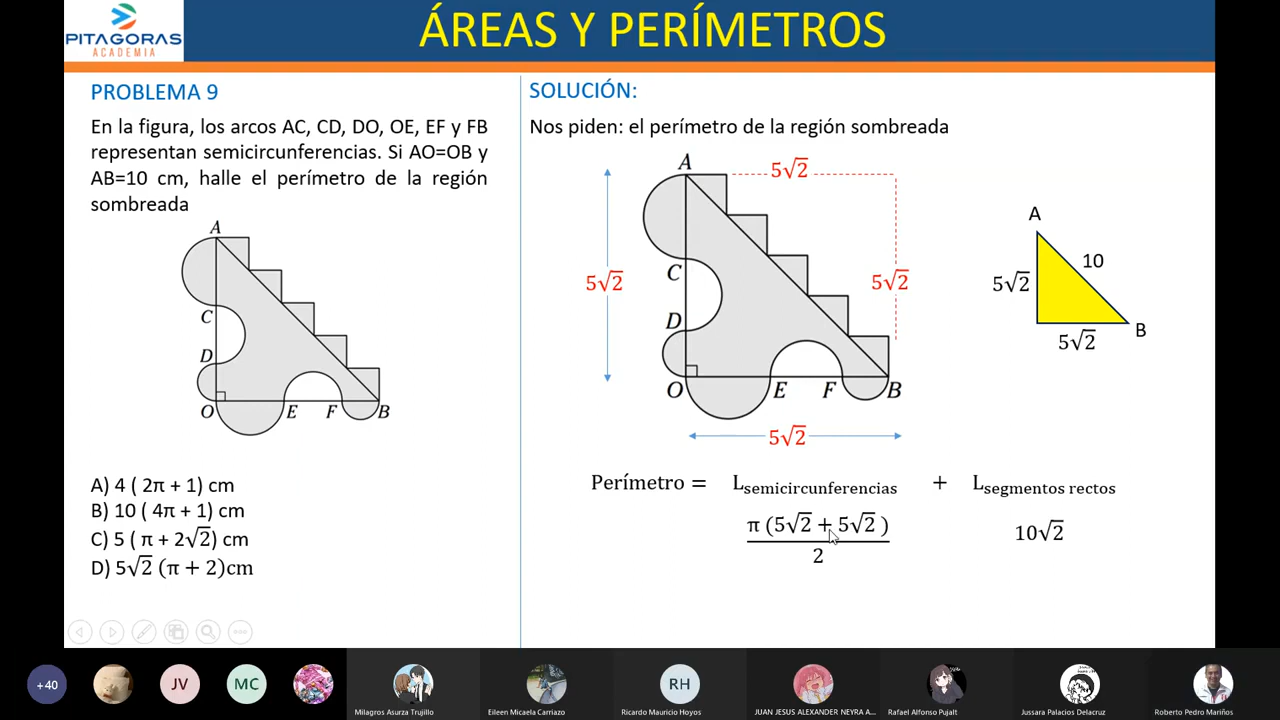 PITAGORAS
ACADEMIA
ÁREAS Y PERÍMETROS
PROBLEMA 9
En la figura, los arcos AC, CD, DO, OE, EF y FB
representan semicircunferencias. Si AO=OB y
AB=10 cm, halle el perímetro de la región
sombreada
A
C
D
O
E
F
B
A) 4 ( 2π + 1) cm
B) 10 ( 4π + 1) cm
C) 5 ( π + 2√2) cm
D) 5√2 (π + 2)cm
SOLUCIÓN:
Nos piden: el perímetro de la región sombreada
A
5√2
5√2
C
5√2
D
O
E
F
B
5√2
A
5√2
10
B
5√2
Perímetro = Lsemicircunferencias + Lsegmentos rectos
π (5√2 + 5√2 )
2
10√2
+40
JV
MC
RH
Milagros Asurza Trujillo
Eileen Micaela Carriazo
Ricardo Mauricio Hoyos
JUAN JESUS ALEXANDER NEYRA A...
Rafael Alfonso Pujalt
Jussara Palacios Delacruz
Roberto Pedro Mariños